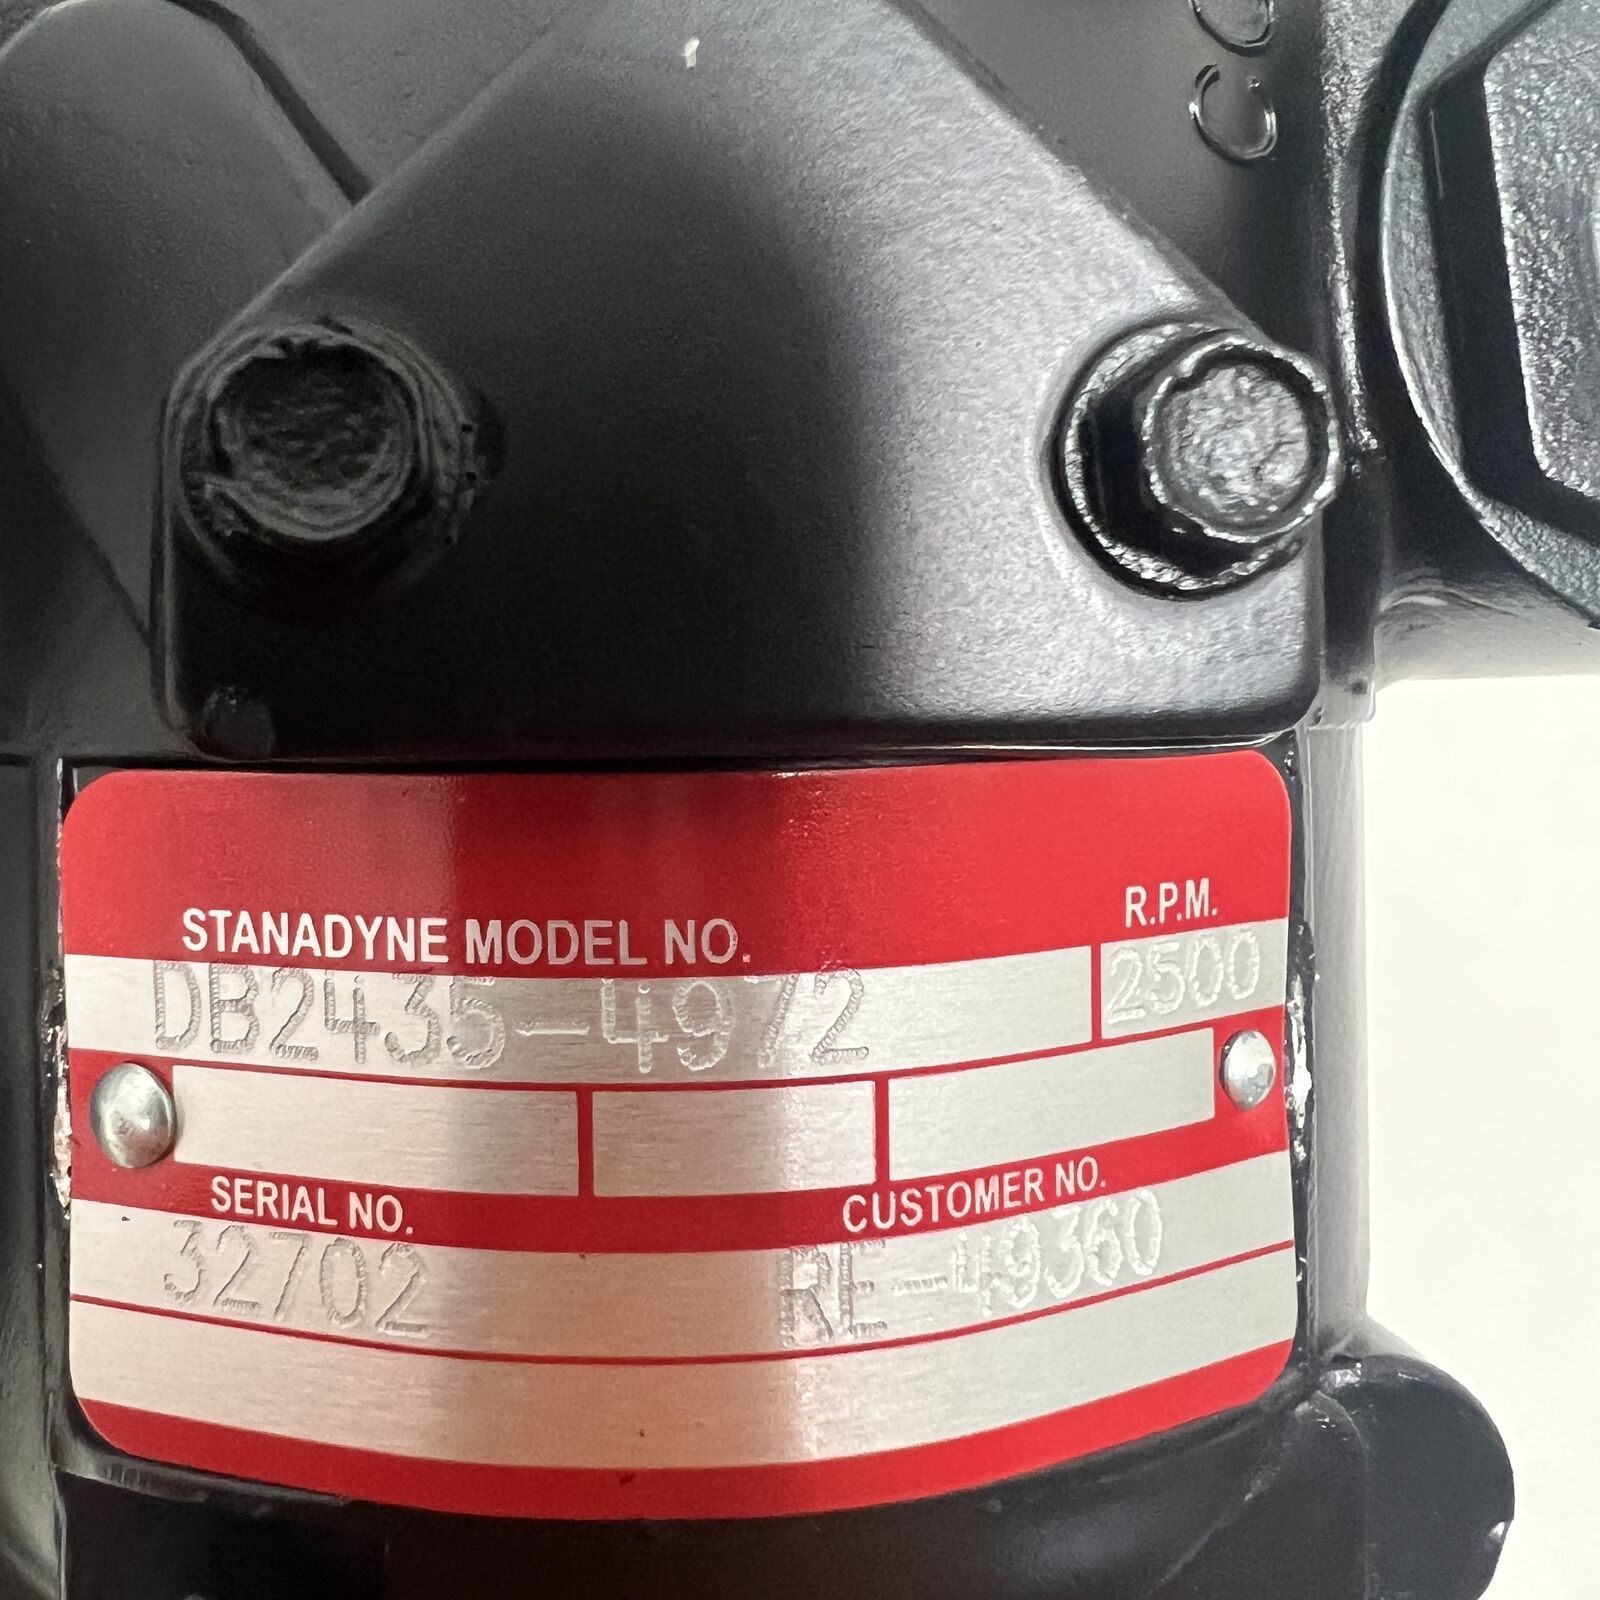 C
C
R.P.M.
STANADYNE MODEL NO.
DB2435-4972 2500
SERIAL NO. CUSTOMER NO.
32702 RE-49360